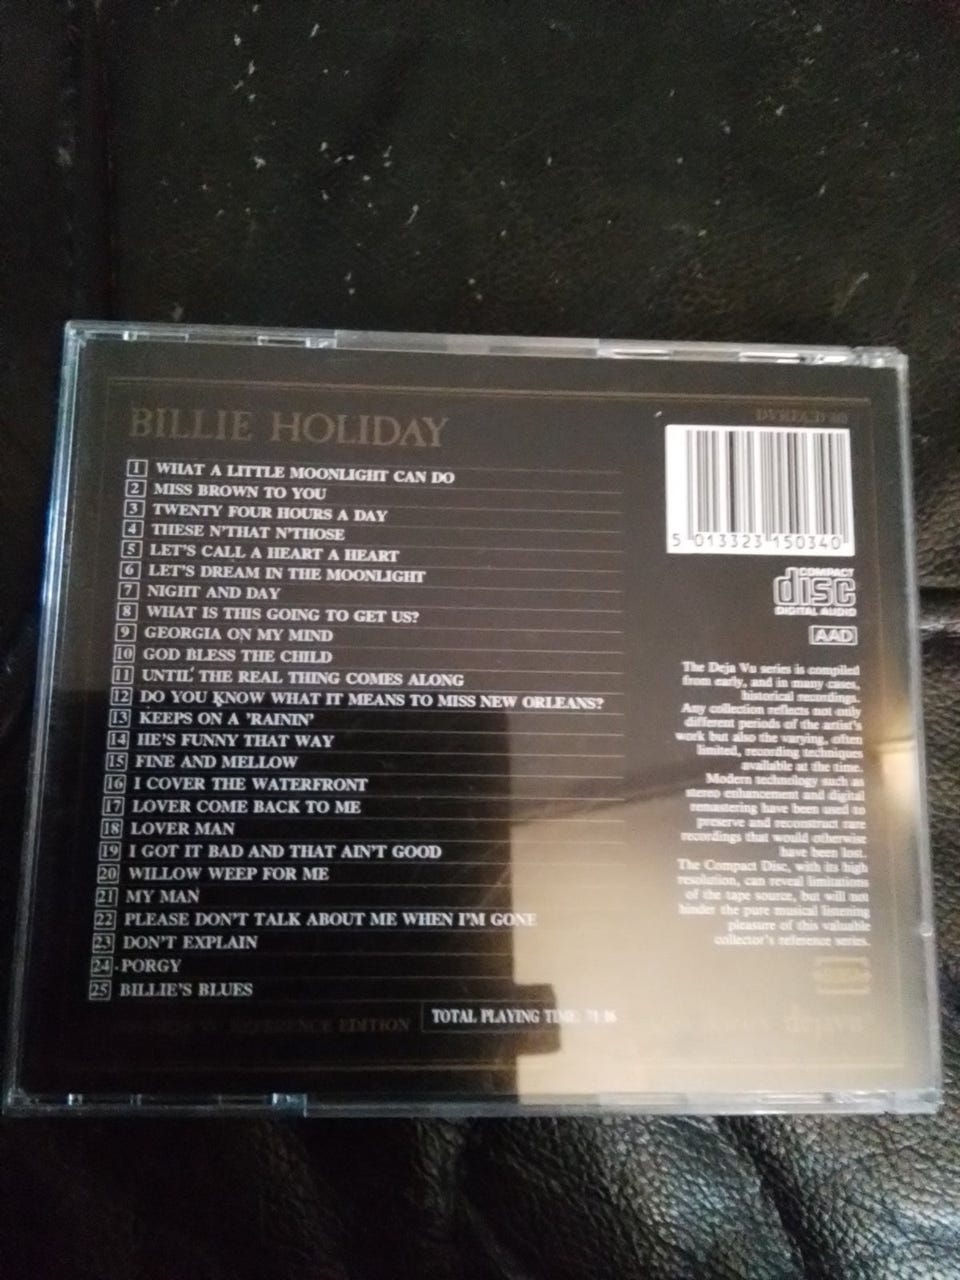 BILLIE HOLIDAY
1 WHAT A LITTLE MOONLIGHT CAN DO
2 MISS BROWN TO YOU
3 TWENTY FOUR HOURS A DAY
4 THESE N'THAT N'THOSE
5 LET'S CALL A HEART A HEART
6 LET'S DREAM IN THE MOONLIGHT
7 NIGHT AND DAY
8 WHAT IS THIS GOING TO GET US?
9 GEORGIA ON MY MIND
10 GOD BLESS THE CHILD
11 UNTIL THE REAL THING COMES ALONG
12 DO YOU KNOW WHAT IT MEANS TO MISS NEW ORLEANS?
13 KEEPS ON A 'RAININ'
14 HE'S FUNNY THAT WAY
15 FINE AND MELLOW
16 I COVER THE WATERFRONT
17 LOVER COME BACK TO ME
18 LOVER MAN
19 I GOT IT BAD AND THAT AIN'T GOOD
20 WILLOW WEEP FOR ME
21 MY MAN
22 PLEASE DON'T TALK ABOUT ME WHEN I'M GONE
23 DON'T EXPLAIN
24 PORGY
25 BILLIE'S BLUES
REFERENCE EDITION
TOTAL PLAYING TIME
5 013323 150340
COMPACT
disc
DIGITAL AUDIO
AAD
The Deja Vu series is compiled
from early, and in many cases,
historical recordings.
Any collection reflects not only
different periods of the artist's
work but also the varying, often
limited, recording techniques
available at the time.
Modern technology such as
stereo enhancement and digital
remastering have been used to
preserve and reconstruct rare
recordings that would otherwise
have been lost.
The Compact Disc, with its high
resolution, can reveal limitations
of the tape source, but will not
hinder the pure musical listening
pleasure of this valuable
collector's reference series.